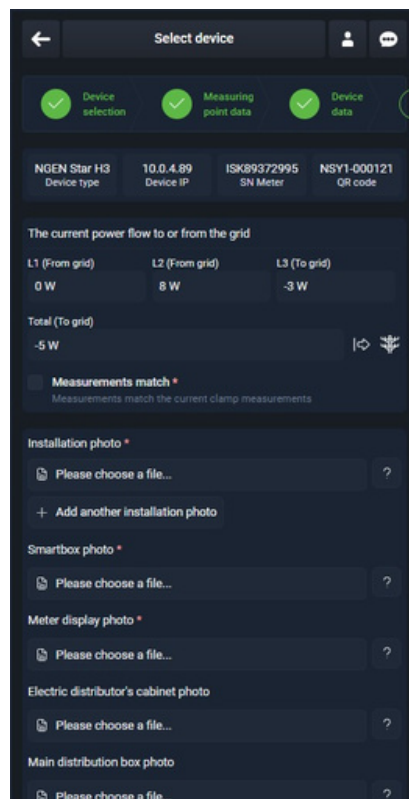 Select device
Device selection
Measuring point data
Device data
NGEN Star H3
Device type
10.0.4.89
Device IP
ISK89372995
SN Meter
NSY1-000121
QR code
The current power flow to or from the grid
L1 (From grid)
L2 (From grid)
L3 (To grid)
0 W
8 W
-3 W
Total (To grid)
-5 W
Measurements match *
Measurements match the current clamp measurements
Installation photo *
Please choose a file...
?
+ Add another installation photo
Smartbox photo *
Please choose a file...
?
Meter display photo *
Please choose a file...
?
Electric distributor's cabinet photo
Please choose a file...
?
Main distribution box photo
Please choose a file...
?